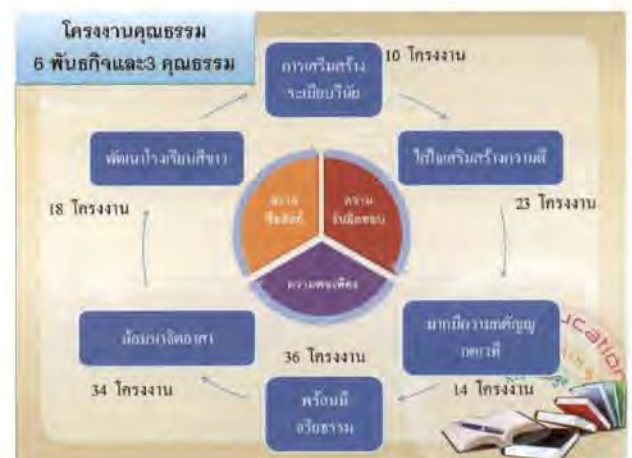 โครงงานคุณธรรม
6 พันธกิจและ3 คุณธรรม
การเสริมสร้าง
ระเบียบวินัย
10 โครงงาน
ใส่ใจเสริมสร้างความดี
23 โครงงาน
มากมีความกตัญญู
กตเวที
14 โครงงาน
พร้อมมี
จริยธรรม
36 โครงงาน
น้อมนำจิตอาสา
34 โครงงาน
พัฒนาโรงเรียนสีขาว
18 โครงงาน
ความ
ซื่อสัตย์
ความ
รับผิดชอบ
ความพอเพียง